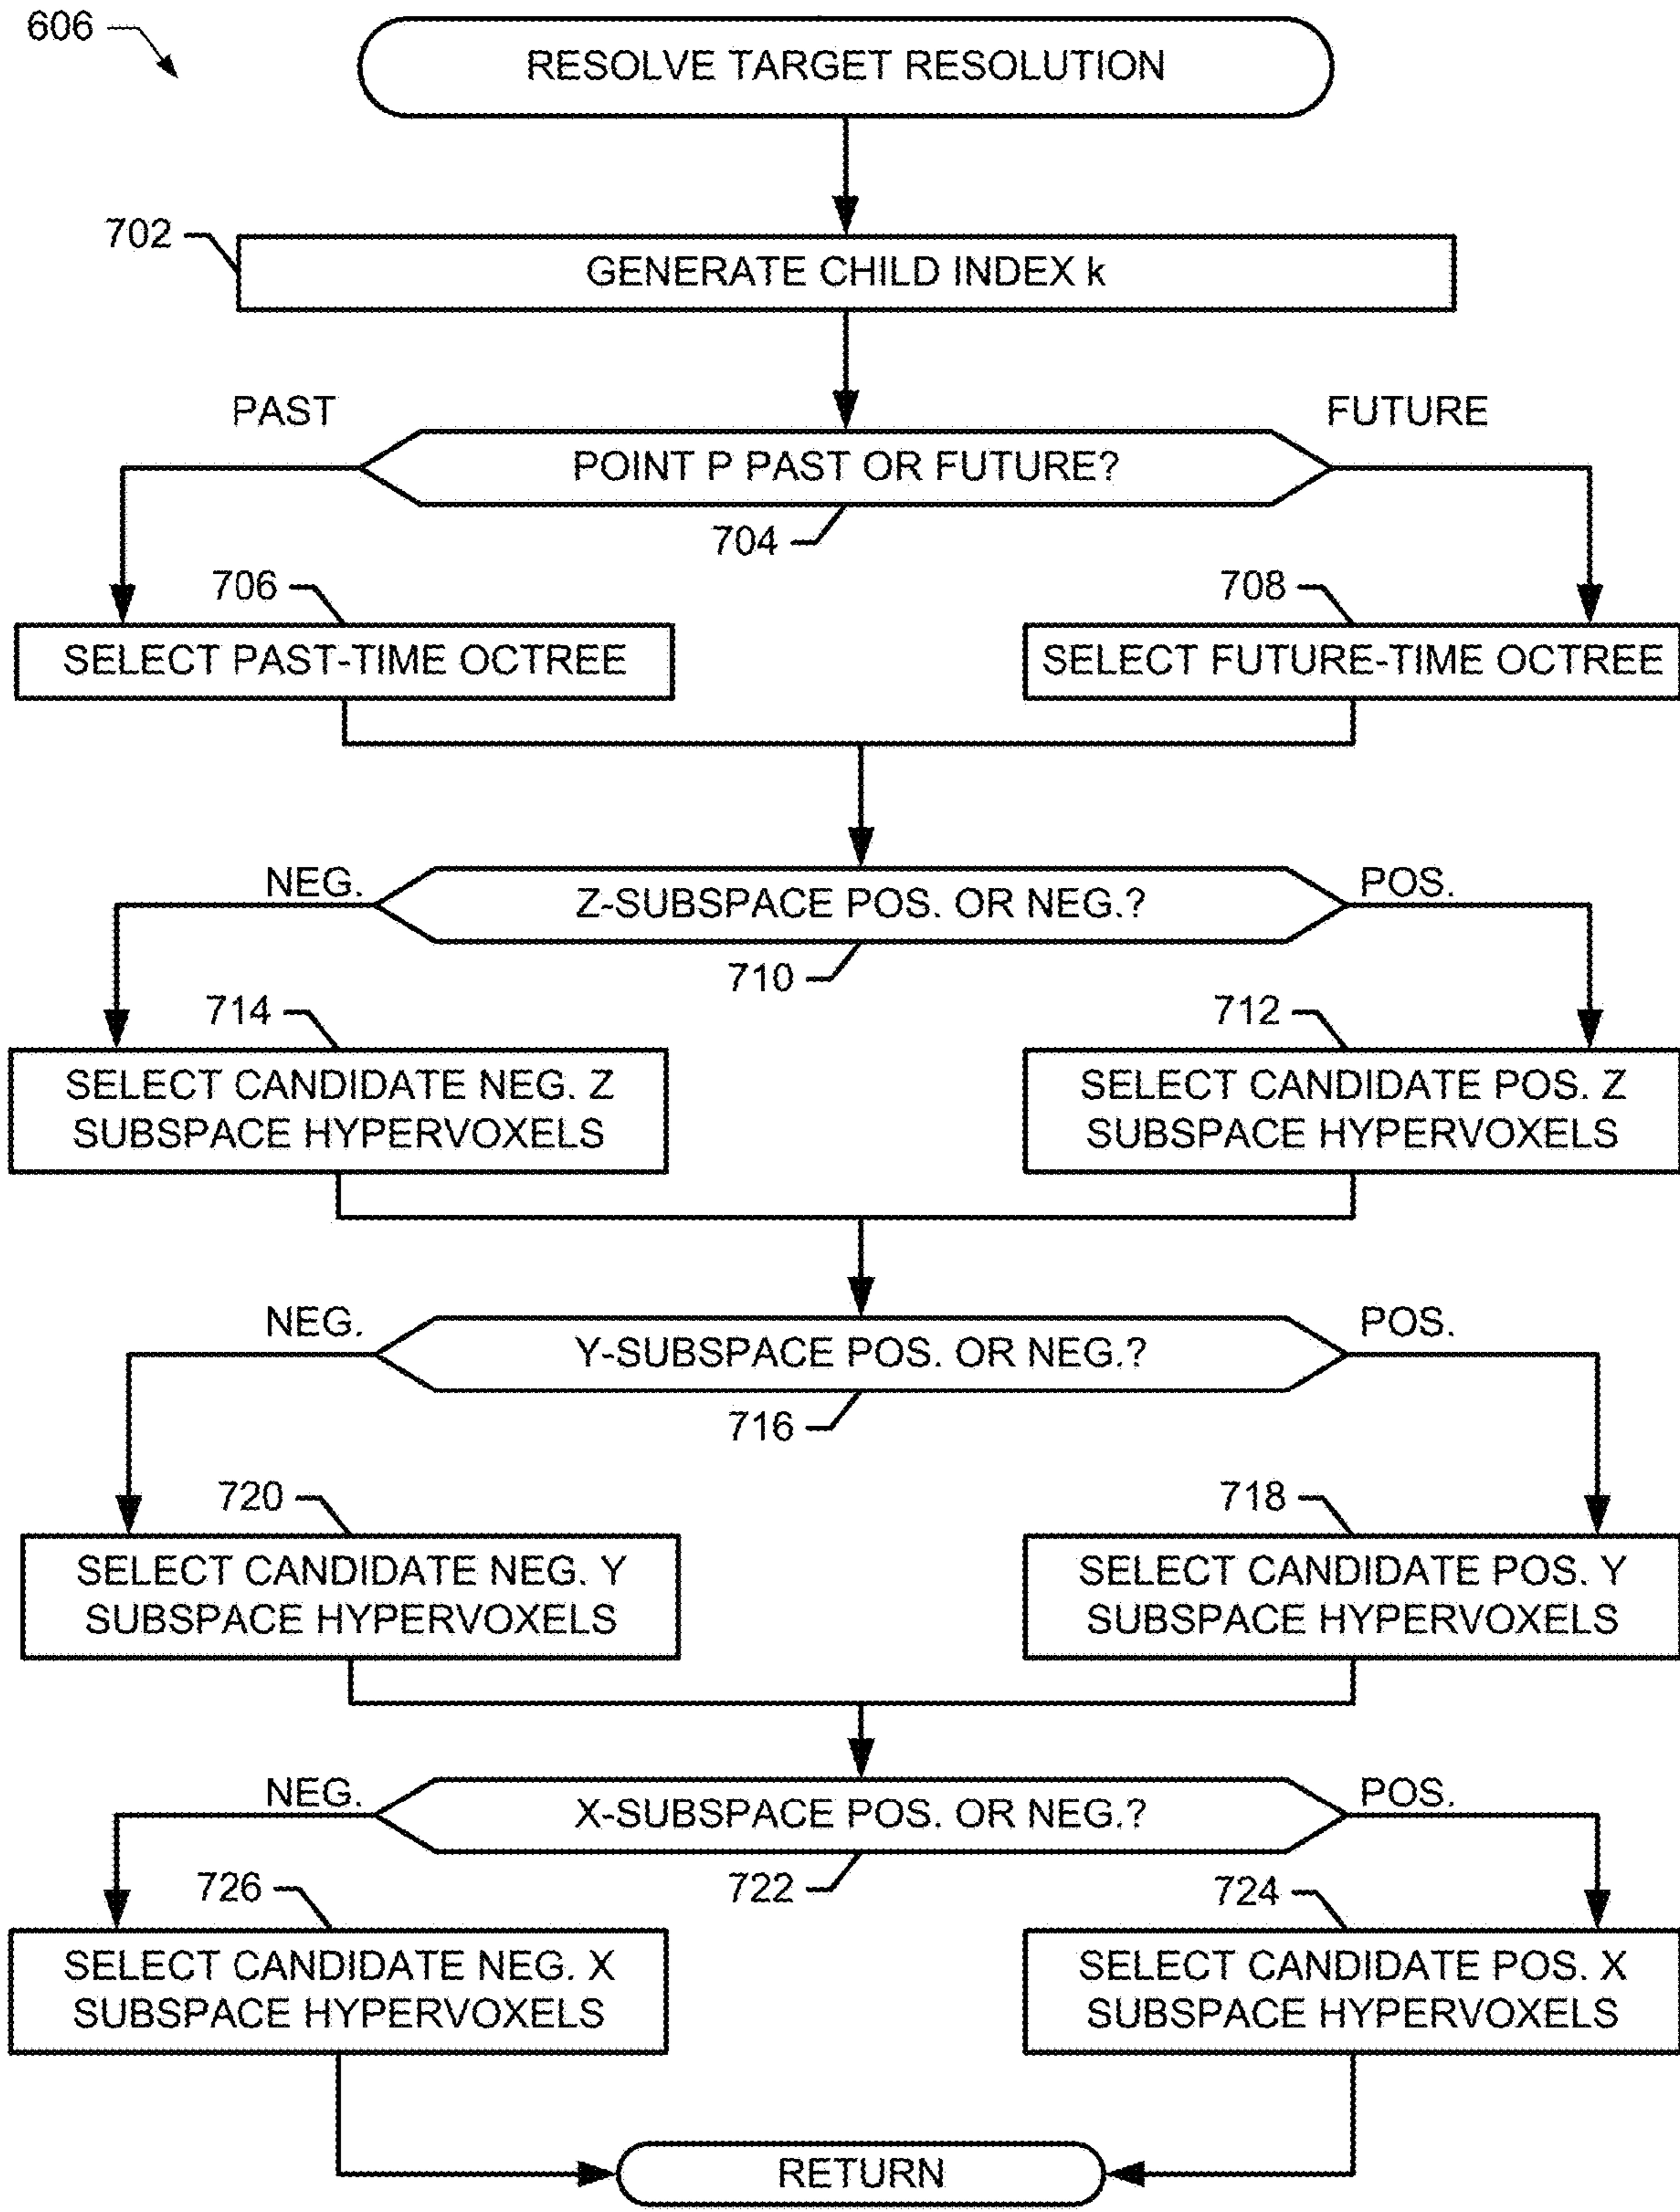 606
RESOLVE TARGET RESOLUTION
702
GENERATE CHILD INDEX k
PAST
FUTURE
POINT P PAST OR FUTURE?
704
706
708
SELECT PAST-TIME OCTREE
SELECT FUTURE-TIME OCTREE
NEG.
POS.
Z-SUBSPACE POS. OR NEG.?
710
714
712
SELECT CANDIDATE NEG. Z
SUBSPACE HYPERVOXELS
SELECT CANDIDATE POS. Z
SUBSPACE HYPERVOXELS
NEG.
POS.
Y-SUBSPACE POS. OR NEG.?
716
720
718
SELECT CANDIDATE NEG. Y
SUBSPACE HYPERVOXELS
SELECT CANDIDATE POS. Y
SUBSPACE HYPERVOXELS
NEG.
POS.
X-SUBSPACE POS. OR NEG.?
722
726
724
SELECT CANDIDATE NEG. X
SUBSPACE HYPERVOXELS
SELECT CANDIDATE POS. X
SUBSPACE HYPERVOXELS
RETURN